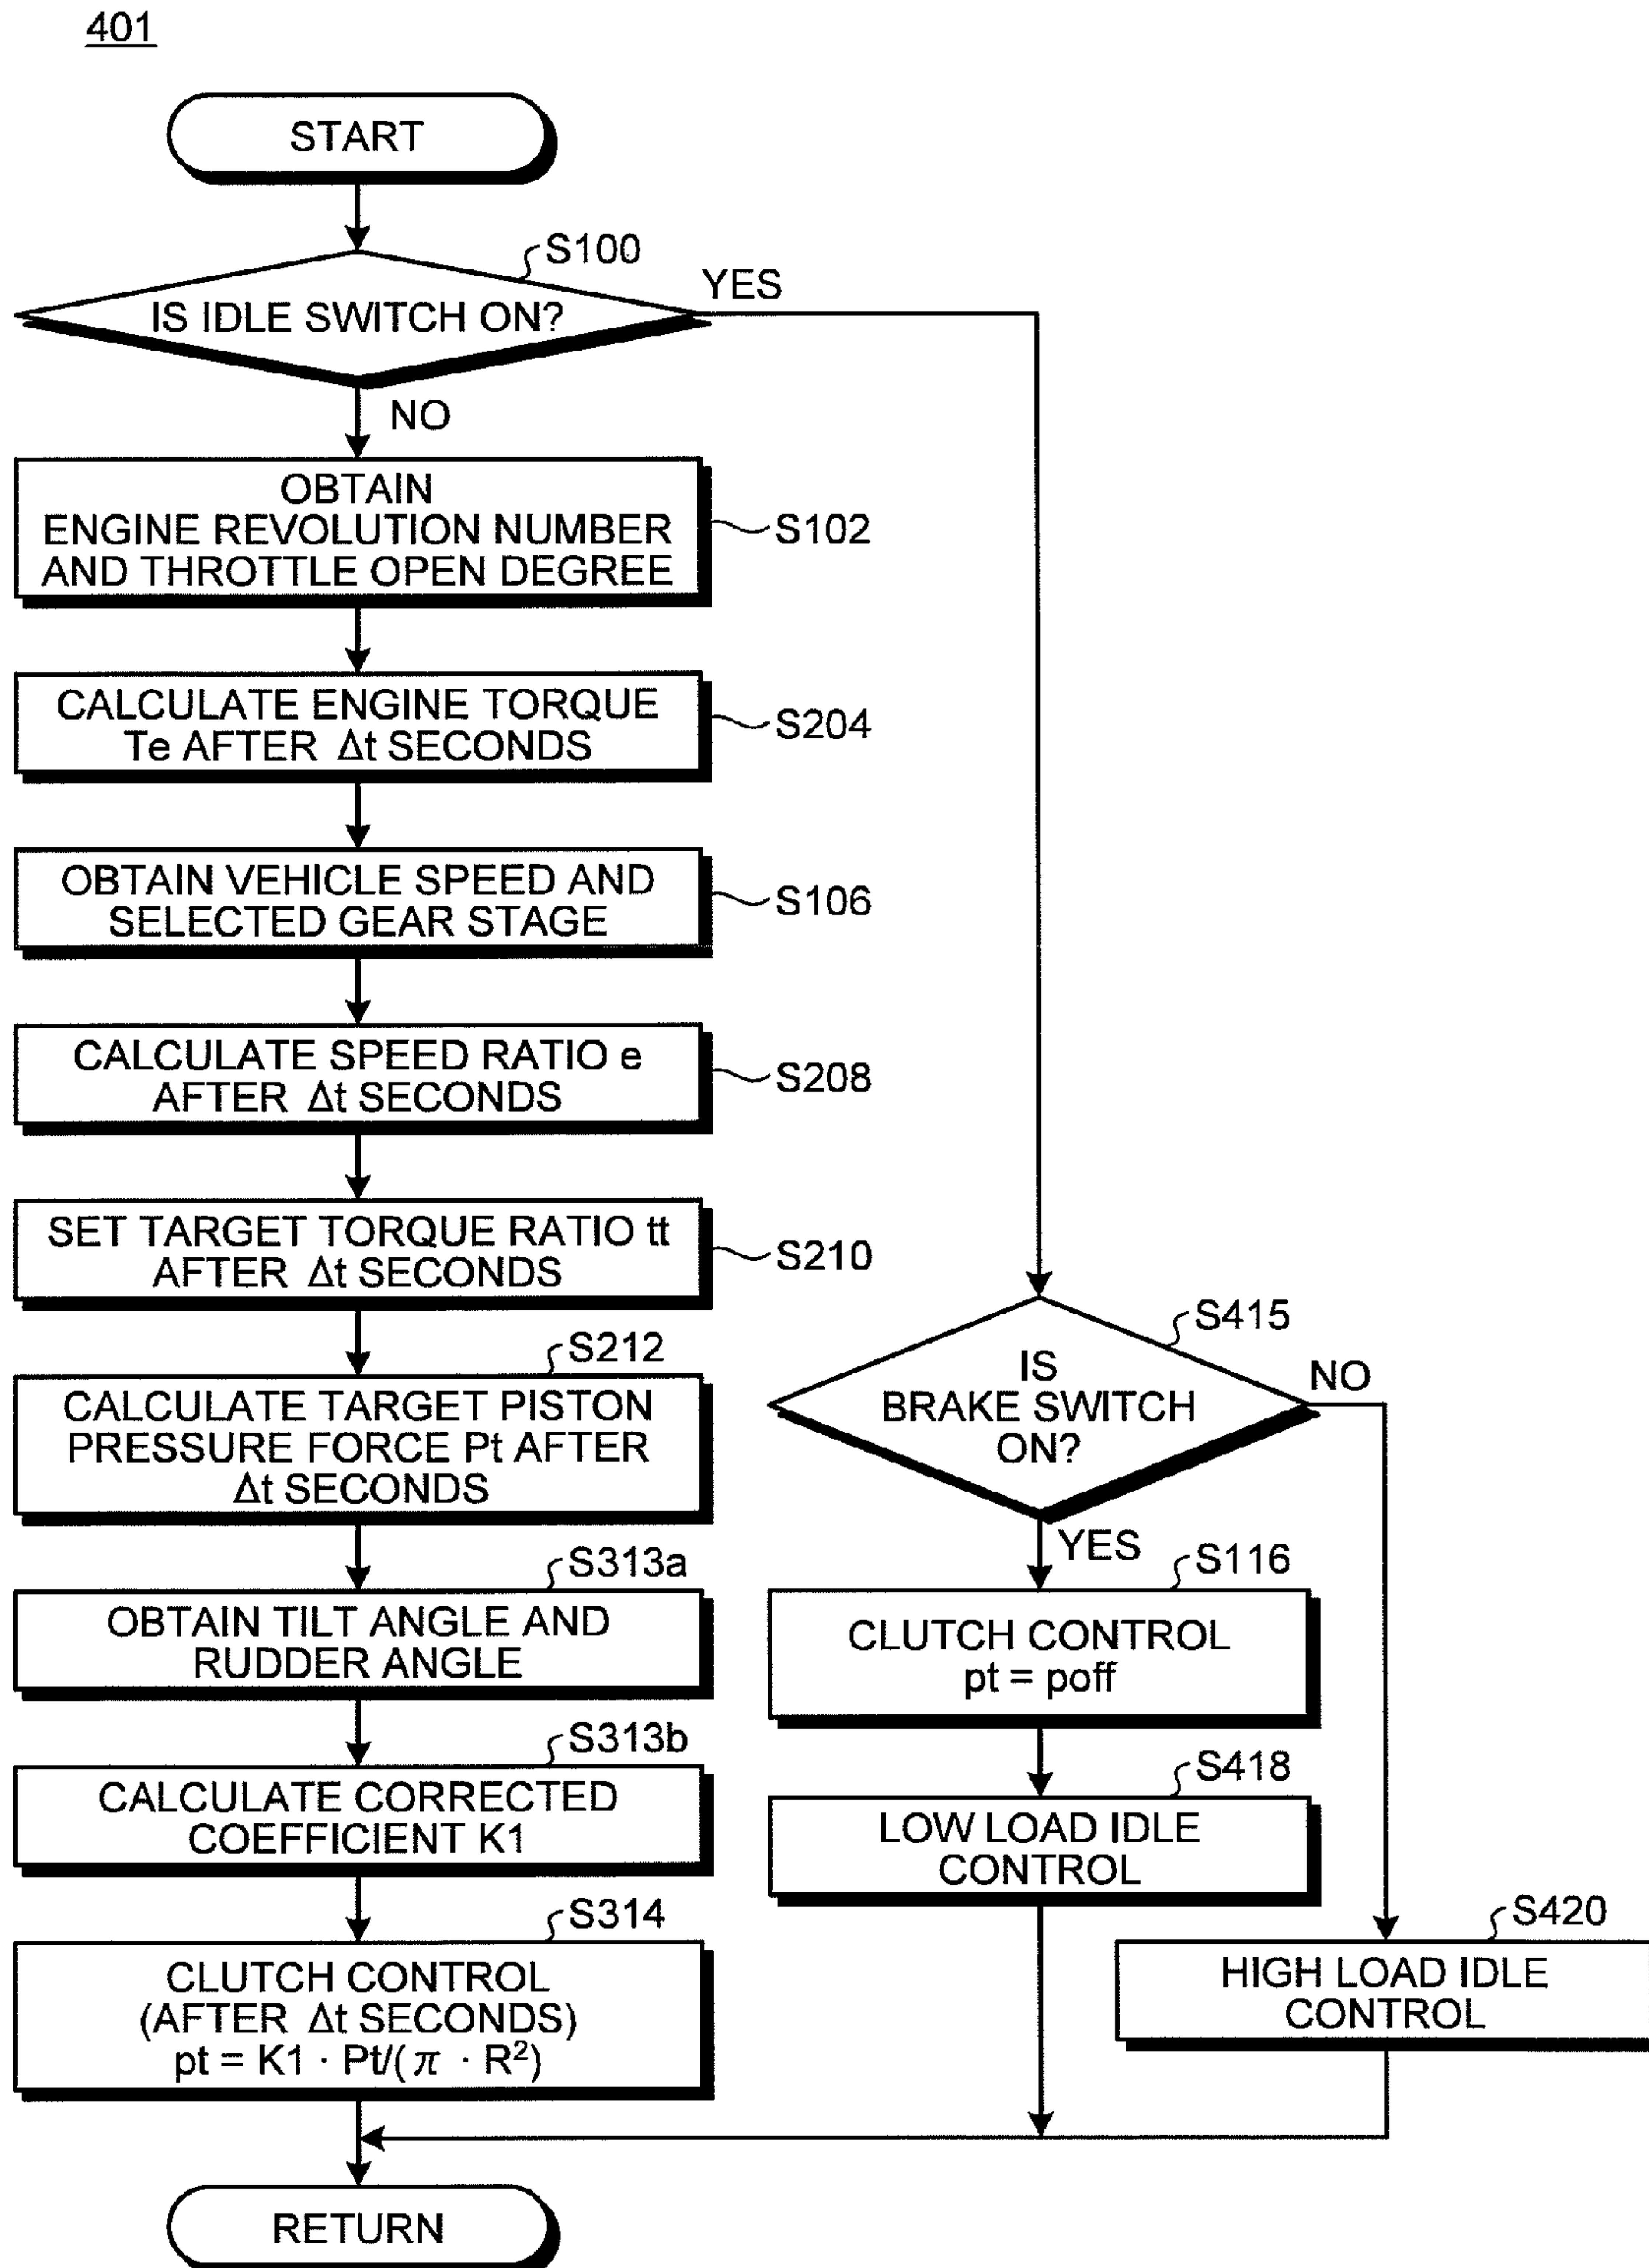 401
START
S100
IS IDLE SWITCH ON?
YES
NO
OBTAIN
ENGINE REVOLUTION NUMBER
AND THROTTLE OPEN DEGREE
S102
CALCULATE ENGINE TORQUE
Te AFTER Δt SECONDS
S204
OBTAIN VEHICLE SPEED AND
SELECTED GEAR STAGE
S106
CALCULATE SPEED RATIO e
AFTER Δt SECONDS
S208
SET TARGET TORQUE RATIO tt
AFTER Δt SECONDS
S210
S212
CALCULATE TARGET PISTON
PRESSURE FORCE Pt AFTER
Δt SECONDS
S313a
OBTAIN TILT ANGLE AND
RUDDER ANGLE
S313b
CALCULATE CORRECTED
COEFFICIENT K1
S314
CLUTCH CONTROL
(AFTER Δt SECONDS)
pt = K1 · Pt/(π · R²)
RETURN
S415
IS
BRAKE SWITCH
ON?
NO
YES
S116
CLUTCH CONTROL
pt = poff
S418
LOW LOAD IDLE
CONTROL
S420
HIGH LOAD IDLE
CONTROL